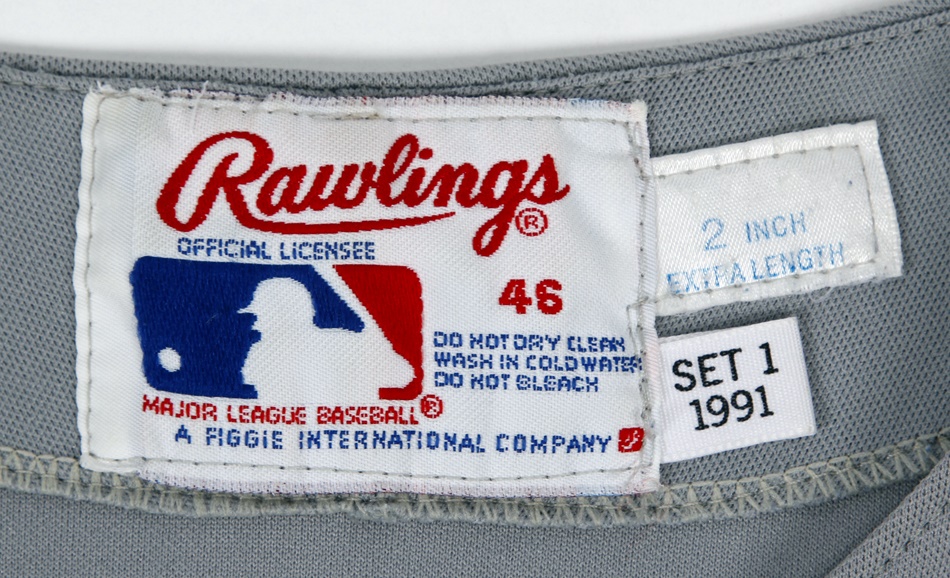 Rawlings®
OFFICIAL LICENSEE
46
DO NOT DRY CLEAN
WASH IN COLD WATER
DO NOT BLEACH
MAJOR LEAGUE BASEBALL®
A FIGGIE INTERNATIONAL COMPANY
2 INCH
EXTRA LENGTH
SET 1
1991